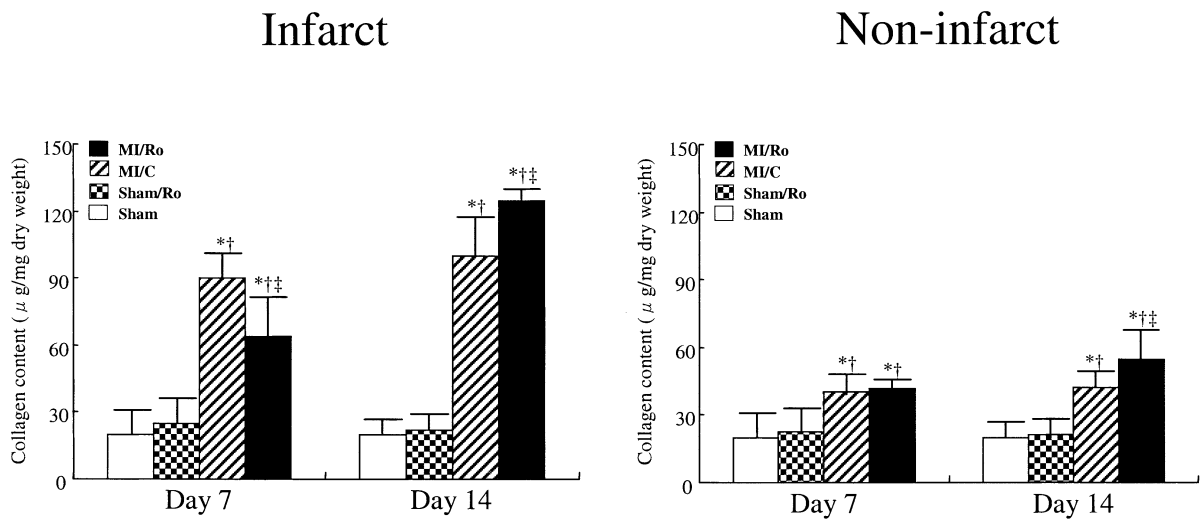 Infarct
Non-infarct
Collagen content ( μ g/mg dry weight)
150
120
90
60
30
0
MI/Ro
MI/C
Sham/Ro
Sham
*†
*†‡
*†
*†‡
Day 7
Day 14
Collagen content ( μ g/mg dry weight)
150
120
90
60
30
0
MI/Ro
MI/C
Sham/Ro
Sham
*†
*†
*†
*†‡
Day 7
Day 14